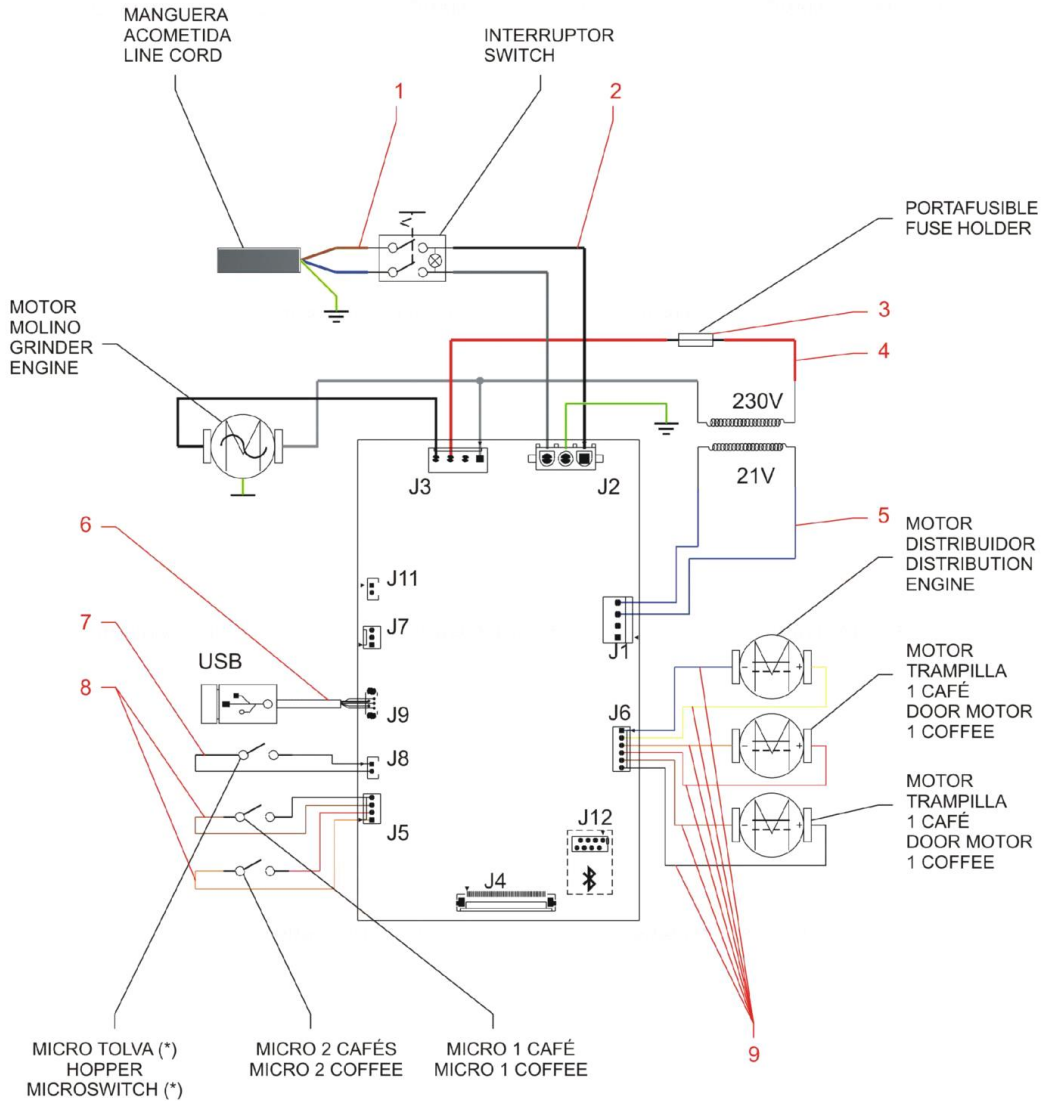 MANGUERA
ACOMETIDA
LINE CORD
INTERRUPTOR
SWITCH
1
2
PORTAFUSIBLE
FUSE HOLDER
3
4
MOTOR
MOLINO
GRINDER
ENGINE
230V
21V
J3
J2
5
MOTOR
DISTRIBUIDOR
DISTRIBUTION
ENGINE
6
J11
7
J7
J1
USB
8
J9
J6
MOTOR
TRAMPILLA
1 CAFÉ
DOOR MOTOR
1 COFFEE
J8
J5
J12
MOTOR
TRAMPILLA
1 CAFÉ
DOOR MOTOR
1 COFFEE
J4
9
MICRO TOLVA (*)
HOPPER
MICROSWITCH (*)
MICRO 2 CAFÉS
MICRO 2 COFFEE
MICRO 1 CAFÉ
MICRO 1 COFFEE